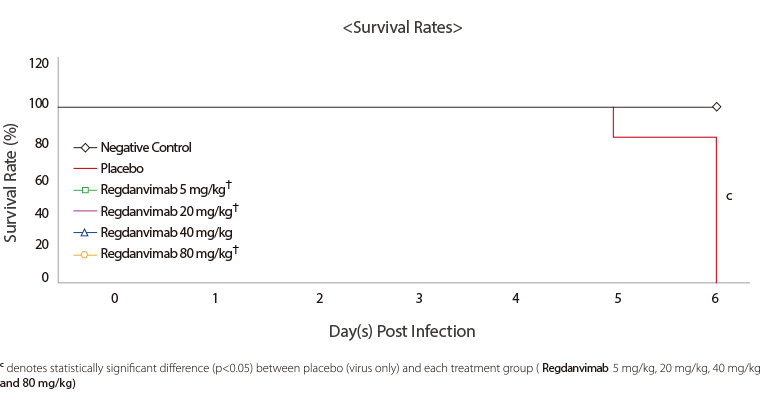 <Survival Rates>
120
100
80
60
40
20
0
Survival Rate (%)
Negative Control
Placebo
Regdanvimab 5 mg/kg†
Regdanvimab 20 mg/kg†
Regdanvimab 40 mg/kg
Regdanvimab 80 mg/kg†
c
0 1 2 3 4 5 6
Day(s) Post Infection
c denotes statistically significant difference (p<0.05) between placebo (virus only) and each treatment group ( Regdanvimab 5 mg/kg, 20 mg/kg, 40 mg/kg
and 80 mg/kg)